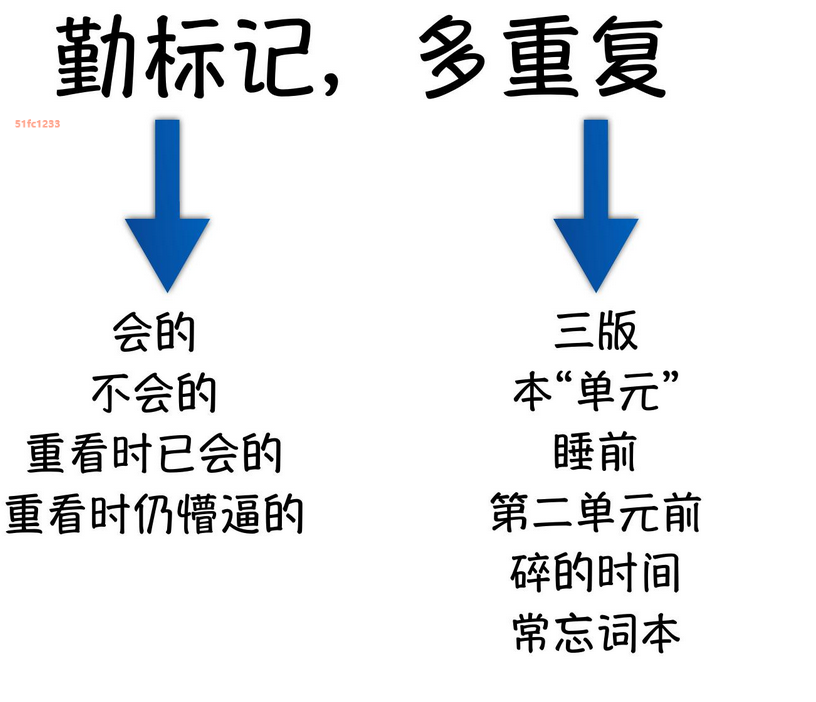 勤标记，多重复
51fc1233
会的
不会的
重看时已会的
重看时仍懵逼的
三版
本“单元”
睡前
第二单元前
碎的时间
常忘词本